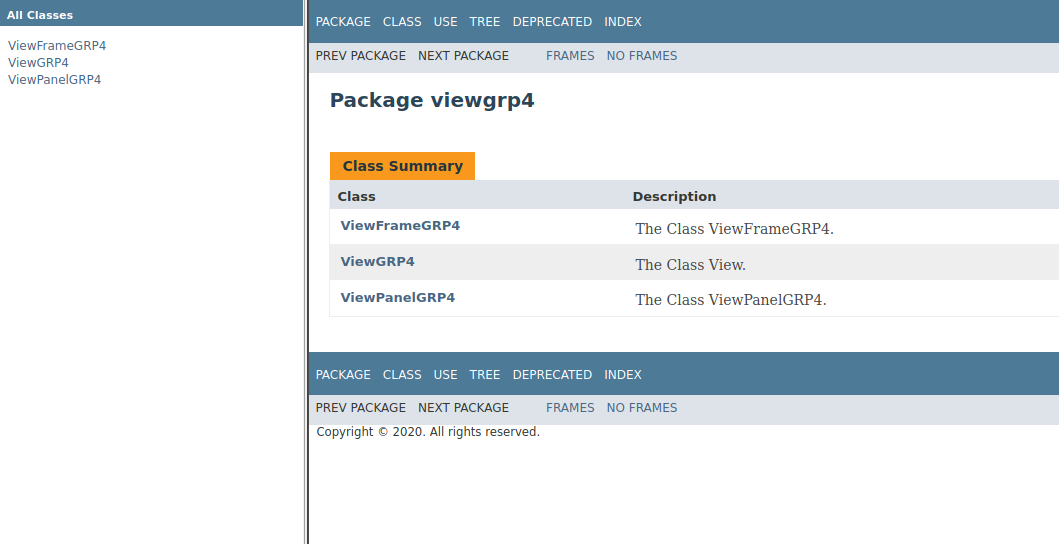 All Classes
ViewFrameGRP4
ViewGRP4
ViewPanelGRP4
PACKAGE CLASS USE TREE DEPRECATED INDEX
PREV PACKAGE NEXT PACKAGE FRAMES NO FRAMES
Package viewgrp4
Class Summary
Class Description
ViewFrameGRP4 The Class ViewFrameGRP4.
ViewGRP4 The Class View.
ViewPanelGRP4 The Class ViewPanelGRP4.
PACKAGE CLASS USE TREE DEPRECATED INDEX
PREV PACKAGE NEXT PACKAGE FRAMES NO FRAMES
Copyright © 2020. All rights reserved.